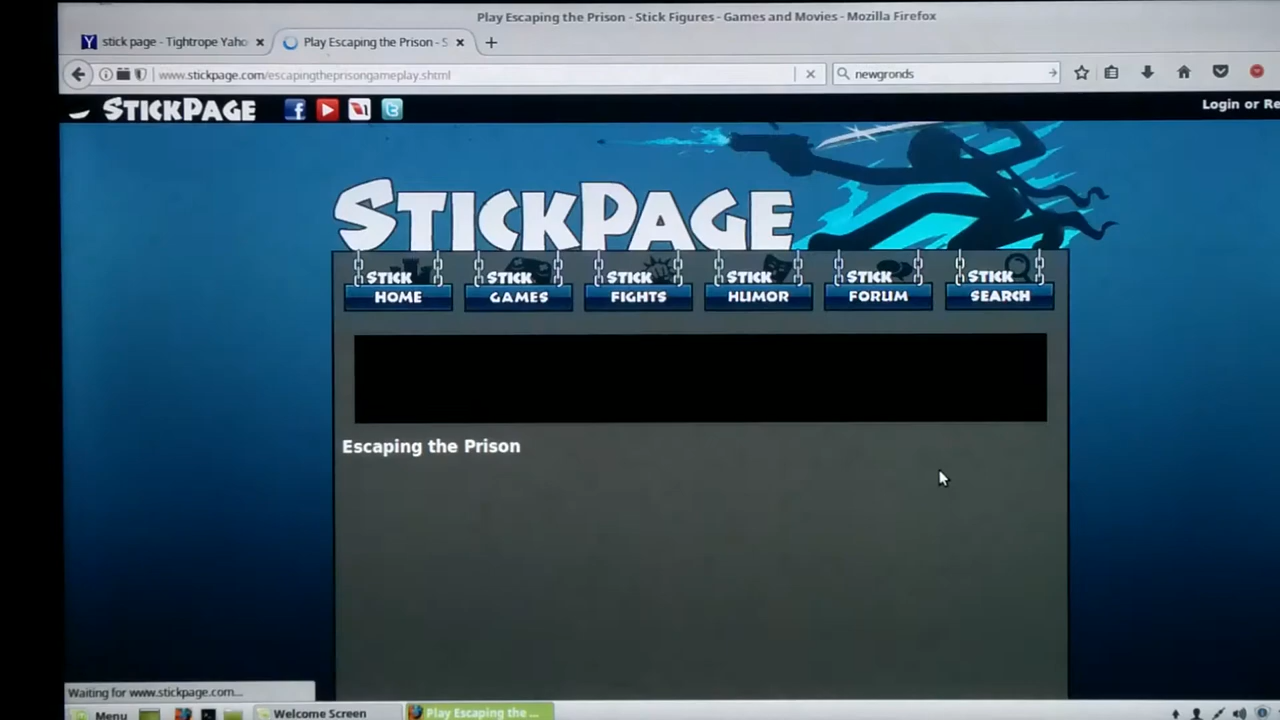 Play Escaping the Prison - Stick Figures - Games and Movies - Mozilla Firefox
stick page - Tightrope Yaho
Play Escaping the Prison - S
www.stickpage.com/escapingtheprisongameplay.shtml
newgronds
STICKPAGE
Login or Re
STICKPAGE
STICK HOME
STICK GAMES
STICK FIGHTS
STICK HUMOR
STICK FORUM
STICK SEARCH
Escaping the Prison
Waiting for www.stickpage.com...
Menu
Welcome Screen
Play Escaping the ...